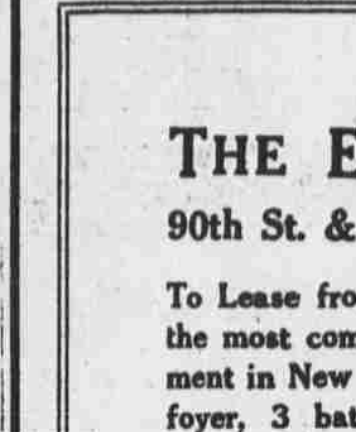 THE E
90th St. &
To Lease fro
the most com
ment in New
foyer, 3 bat